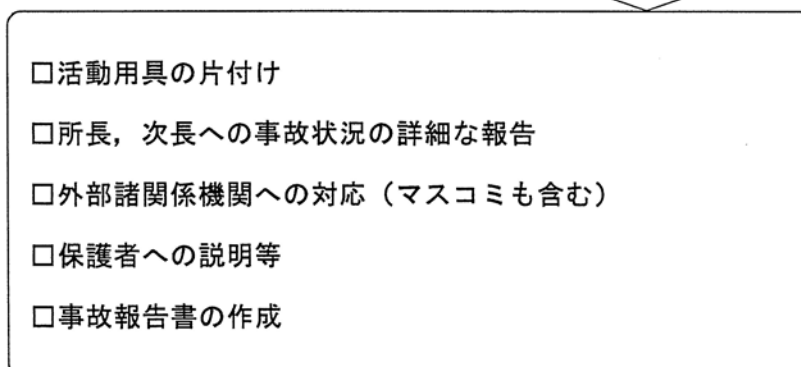 □活動用具の片付け
□所長，次長への事故状況の詳細な報告
□外部諸関係機関への対応（マスコミも含む）
□保護者への説明等
□事故報告書の作成